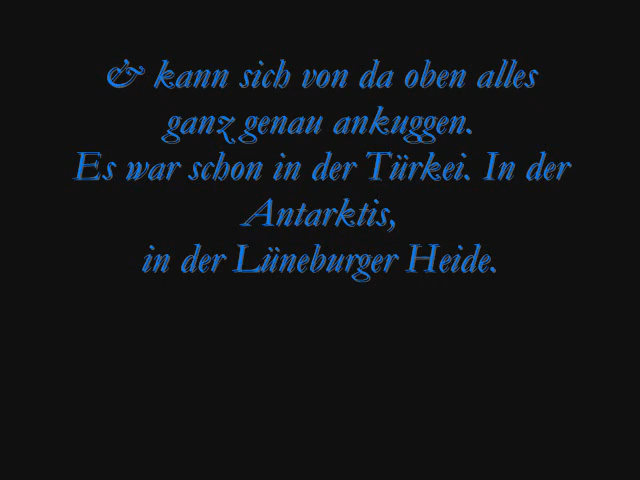 & kann sich von da oben alles
ganz genau ankuggen.
Es war schon in der Türkei. In der
Antarktis,
in der Lüneburger Heide.